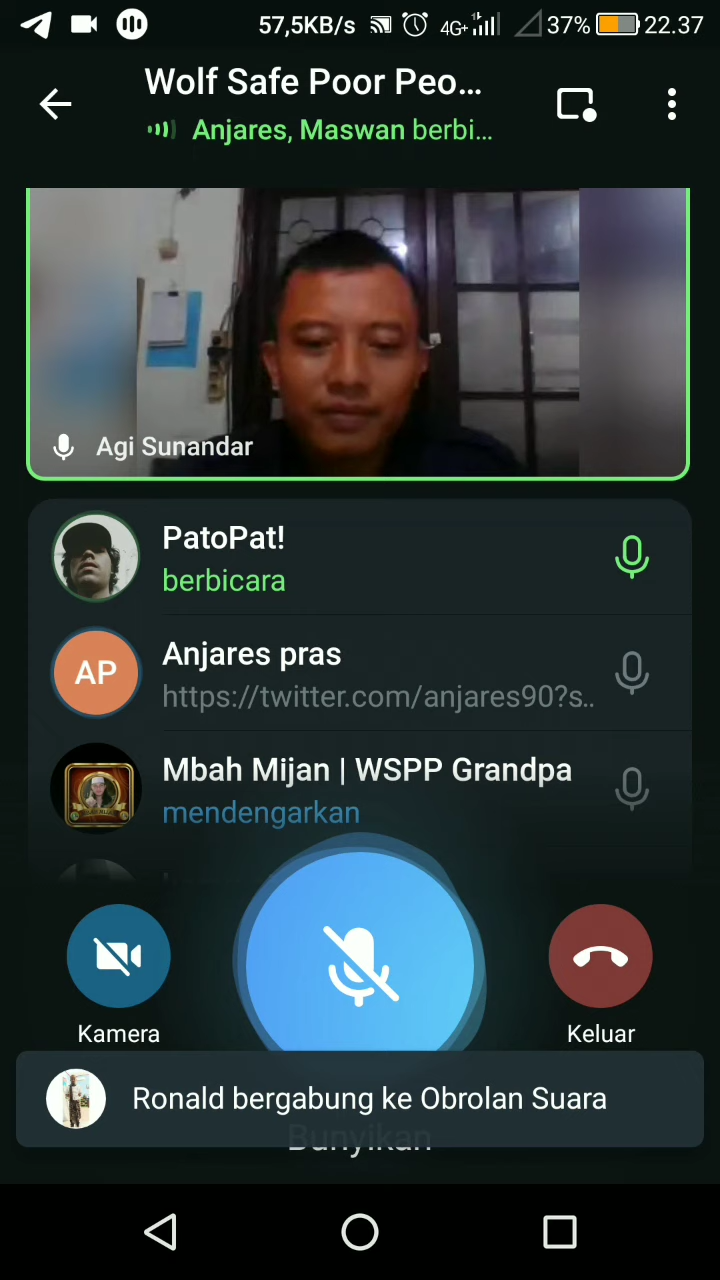 57,5KB/s 4G+ 37% 22.37
Wolf Safe Poor Peo...
Anjares, Maswan berbi...
Agi Sunandar
PatoPat!
berbicara
AP
Anjares pras
https://twitter.com/anjares90?s..
Mbah Mijan | WSPP Grandpa
mendengarkan
Kamera
Keluar
Ronald bergabung ke Obrolan Suara
Bunyikan